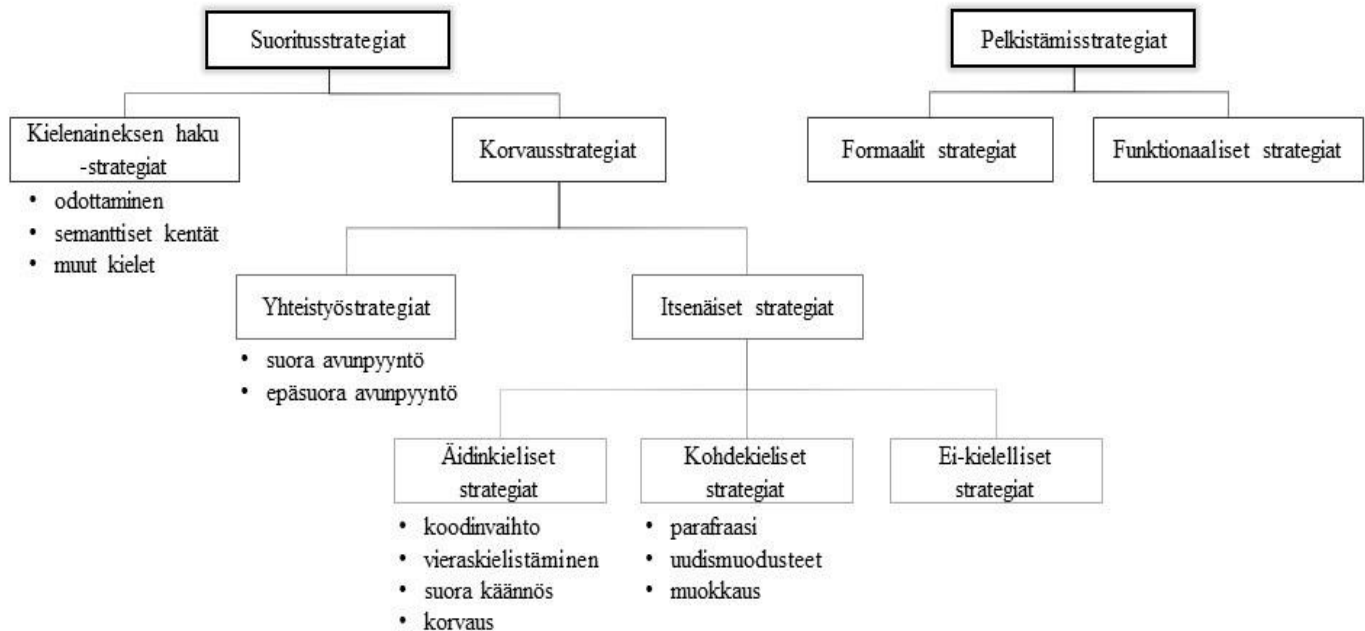 Suoritusstrategiat
Pelkistämisstrategiat
Kielenaineksen haku
-strategiat
Korvausstrategiat
Formaalit strategiat
Funktionaaliset strategiat
• odottaminen
• semanttiset kentät
• muut kielet
Yhteistyöstrategiat
Itsenäiset strategiat
• suora avunpyyntö
• epäsuora avunpyyntö
Äidinkieliset
strategiat
Kohdekieliset
strategiat
Ei-kielelliset
strategiat
• koodinvaihto
• vieraskielistäminen
• suora käännös
• korvaus
• parafraasi
• uudismuodusteet
• muokkaus